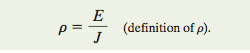 ρ = E/J (definition of ρ).